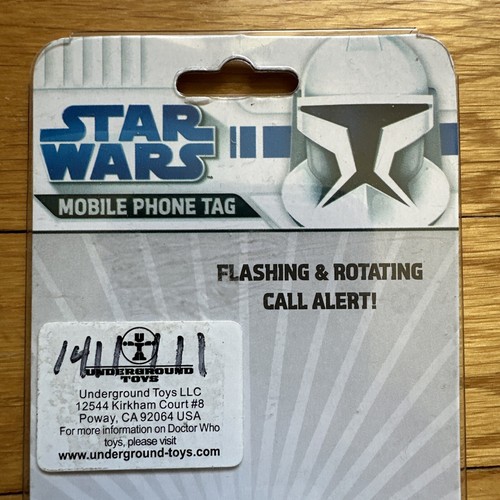 STAR
WARS
MOBILE PHONE TAG
FLASHING & ROTATING
CALL ALERT!
U
UNDERGROUND
TOYS
Underground Toys LLC
12544 Kirkham Court #8
Poway, CA 92064 USA
For more information on Doctor Who
toys, please visit
www.underground-toys.com